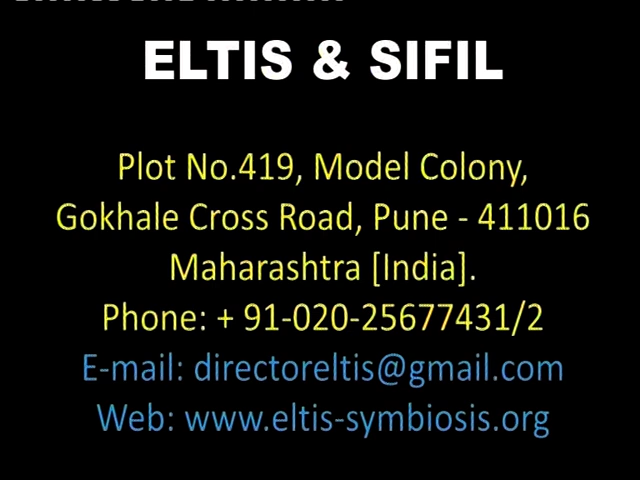 ELTIS & SIFIL
Plot No.419, Model Colony,
Gokhale Cross Road, Pune - 411016
Maharashtra [India].
Phone: + 91-020-25677431/2
E-mail: directoreltis@gmail.com
Web: www.eltis-symbiosis.org